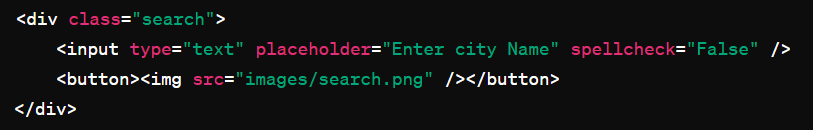 <div class="search">
<input type="text" placeholder="Enter city Name" spellcheck="False" />
<button><img src="images/search.png" /></button>
</div>